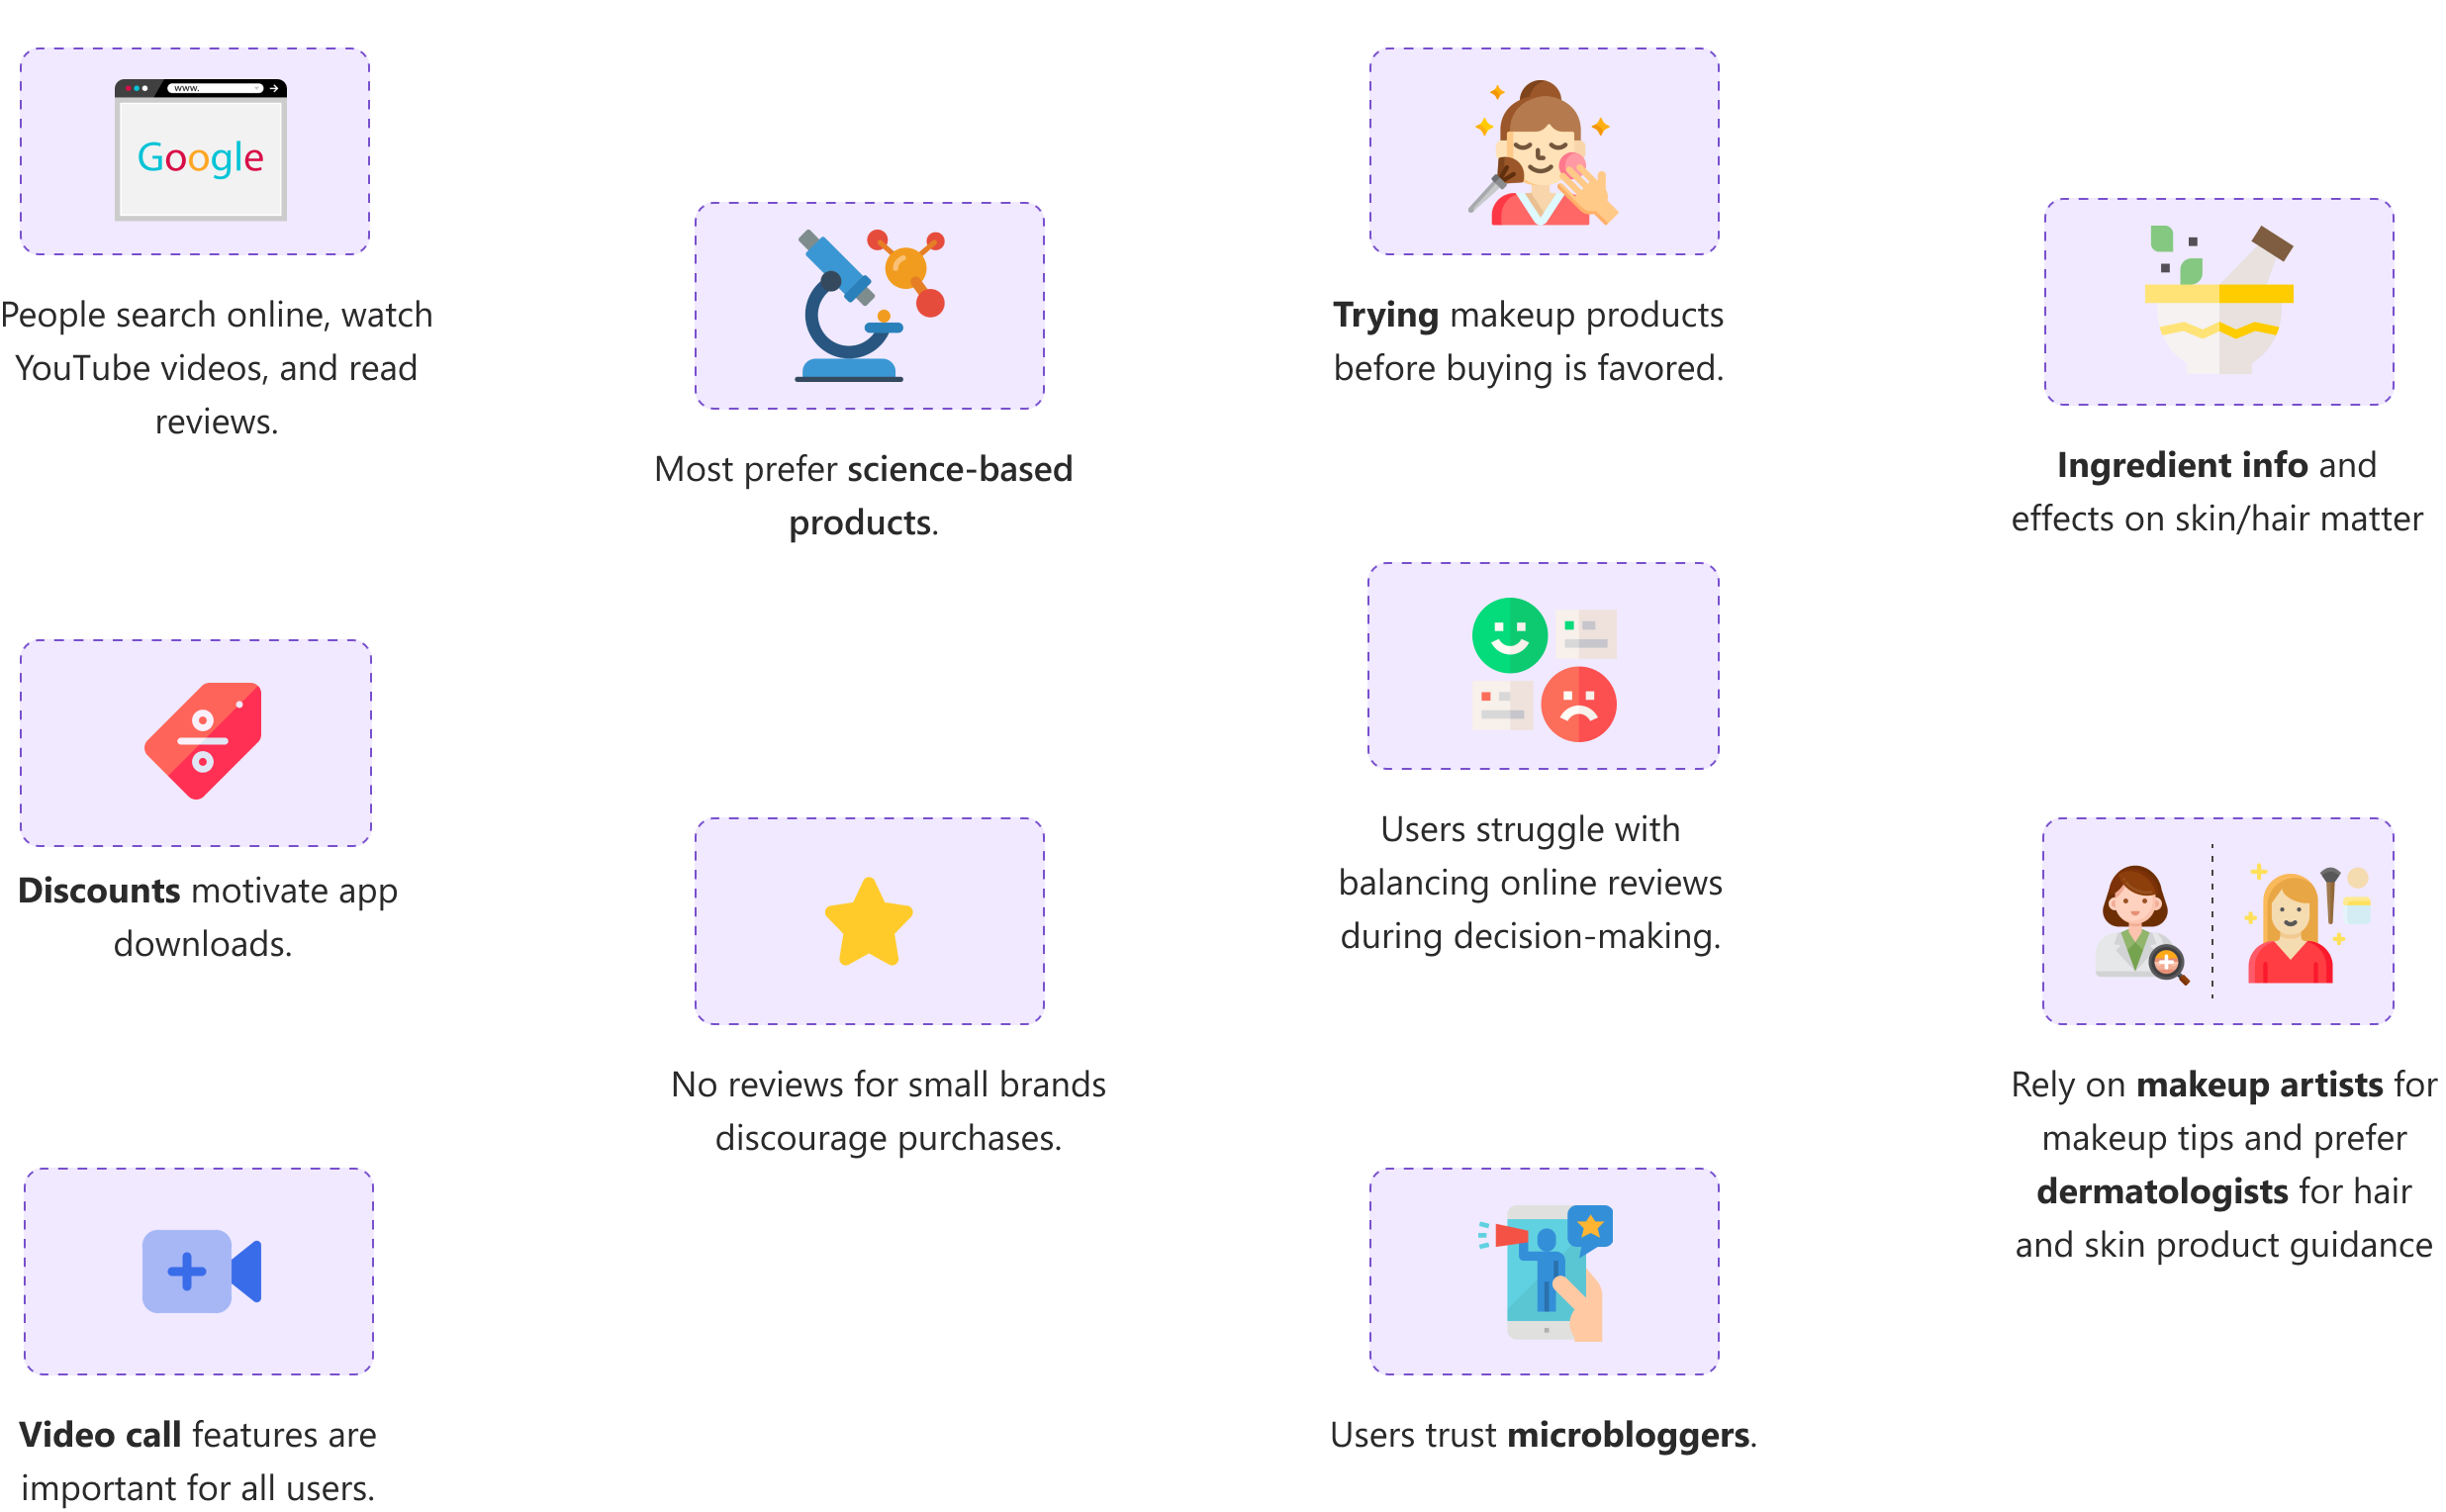 www.
Google
People search online, watch
YouTube videos, and read
reviews.
Most prefer science-based
products.
Trying makeup products
before buying is favored.
Ingredient info and
effects on skin/hair matter
Discounts motivate app
downloads.
No reviews for small brands
discourage purchases.
Users struggle with
balancing online reviews
during decision-making.
Rely on makeup artists for
makeup tips and prefer
dermatologists for hair
and skin product guidance
Video call features are
important for all users.
Users trust microbloggers.